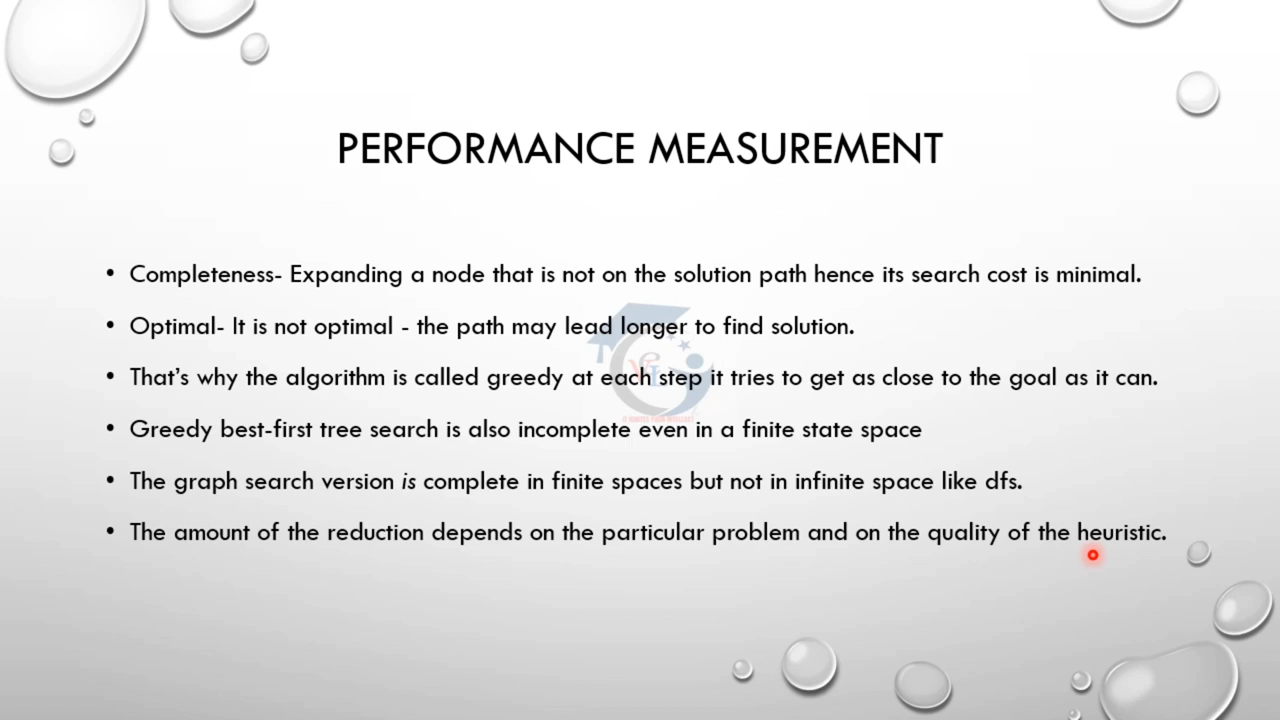 PERFORMANCE MEASUREMENT
• Completeness- Expanding a node that is not on the solution path hence its search cost is minimal.
• Optimal- It is not optimal - the path may lead longer to find solution.
• That's why the algorithm is called greedy at each step it tries to get as close to the goal as it can.
• Greedy best-first tree search is also incomplete even in a finite state space
• The graph search version is complete in finite spaces but not in infinite space like dfs.
• The amount of the reduction depends on the particular problem and on the quality of the heuristic.